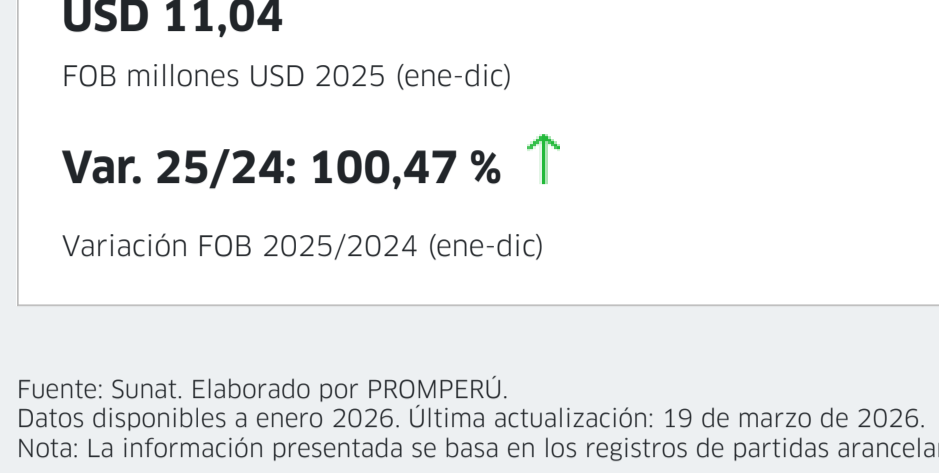 USD 11,04
FOB millones USD 2025 (ene-dic)
Var. 25/24: 100,47 %
Variación FOB 2025/2024 (ene-dic)
Fuente: Sunat. Elaborado por PROMPERÚ.
Datos disponibles a enero 2026. Última actualización: 19 de marzo de 2026.
Nota: La información presentada se basa en los registros de partidas